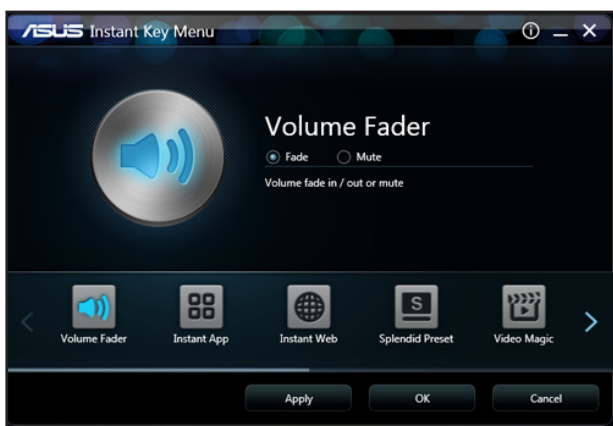 ASUS Instant Key Menu
Volume Fader
Fade Mute
Volume fade in / out or mute
S
Volume Fader Instant App Instant Web Splendid Preset Video Magic
Apply OK Cancel